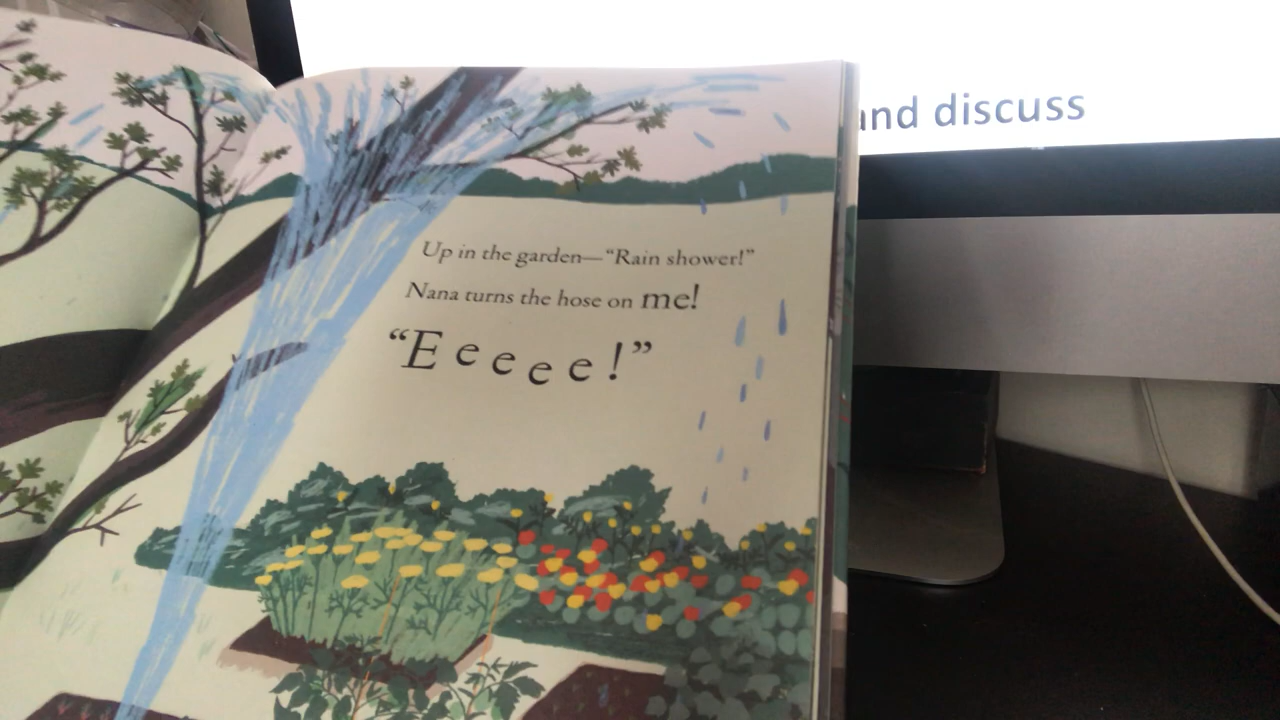 and discuss
Up in the garden—“Rain shower!”
Nana turns the hose on me!
“Eeeee!”